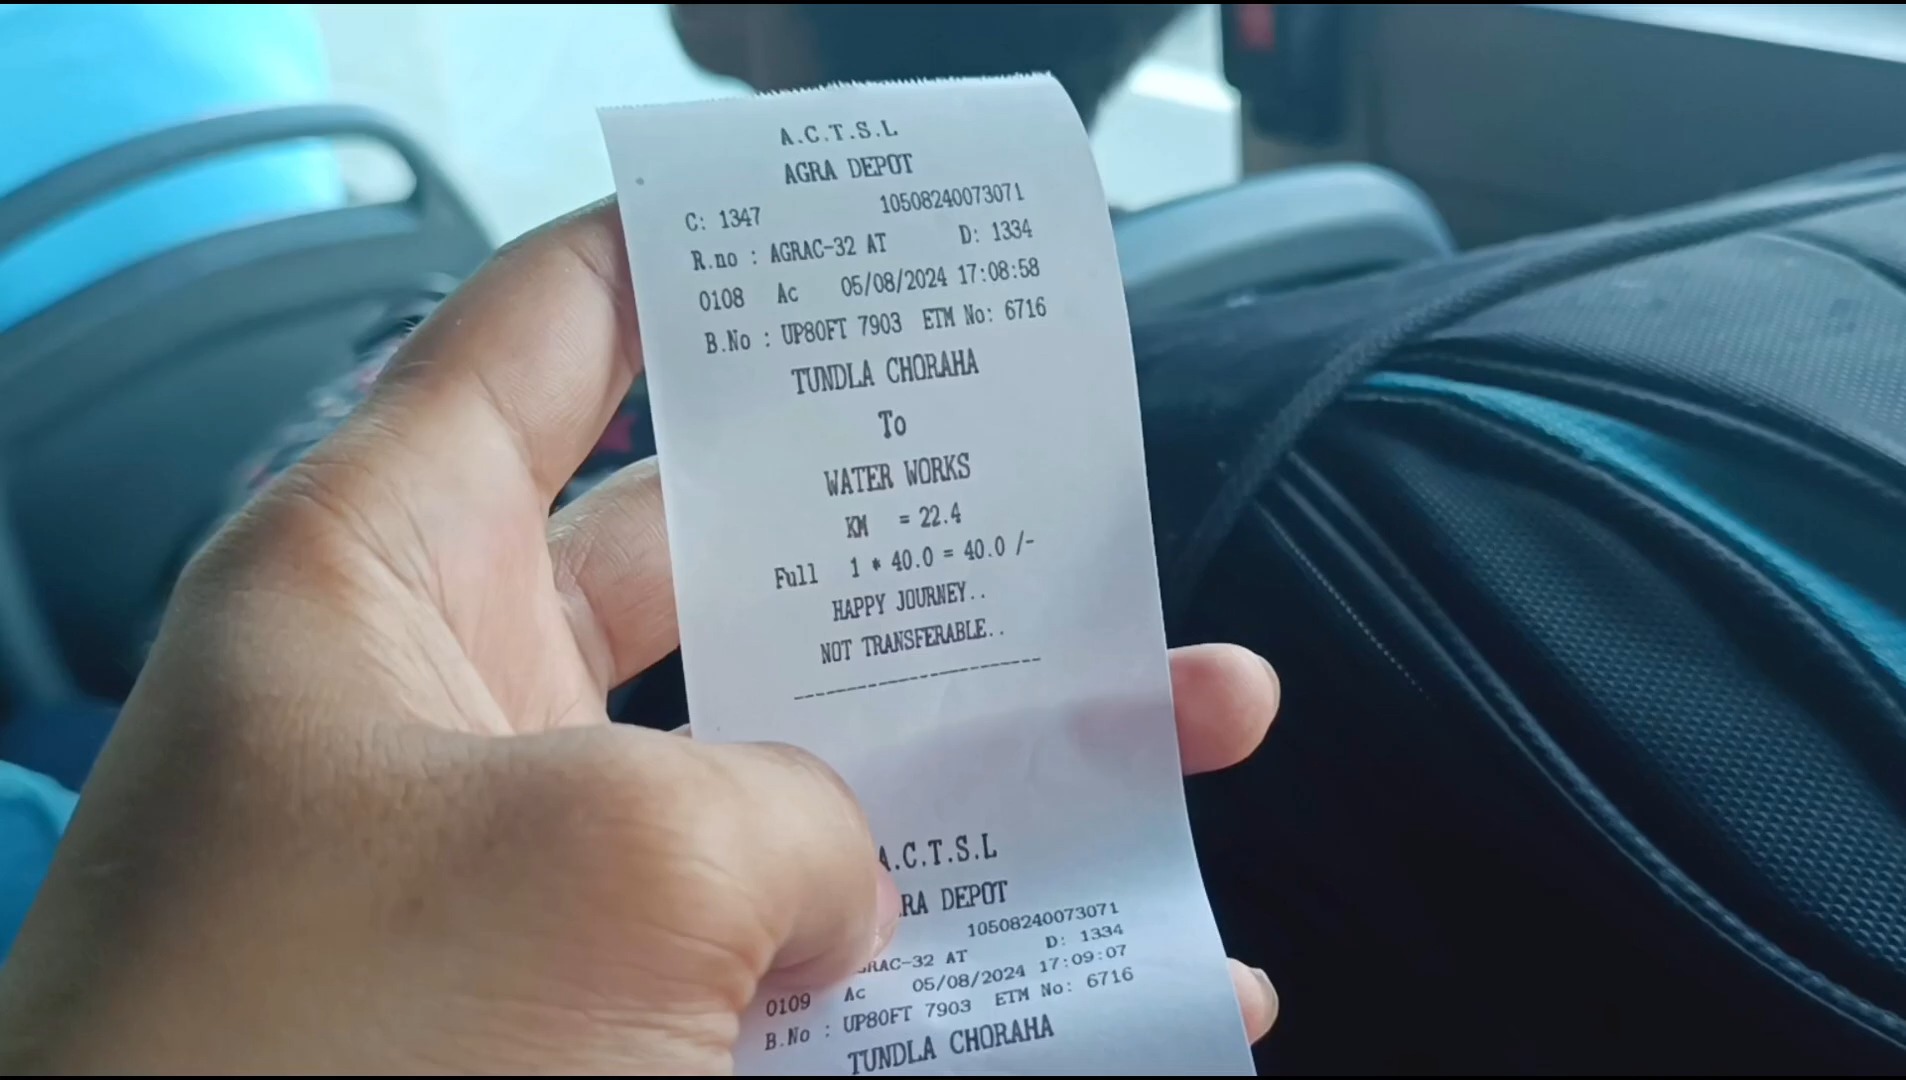 A.C.T.S.L
AGRA DEPOT
C: 1347 10508240073071
R.no : AGRAC-32 AT D: 1334
0108 Ac 05/08/2024 17:08:58
B.No : UP80FT 7903 ETM No: 6716
TUNDLA CHORAHA
To
WATER WORKS
KM = 22.4
Full 1 * 40.0 = 40.0 /-
HAPPY JOURNEY..
NOT TRANSFERABLE..
--------------------------
A.C.T.S.L
RA DEPOT
10508240073071
GRAC-32 AT D: 1334
0109 Ac 05/08/2024 17:09:07
B.No : UP80FT 7903 ETM No: 6716
TUNDLA CHORAHA